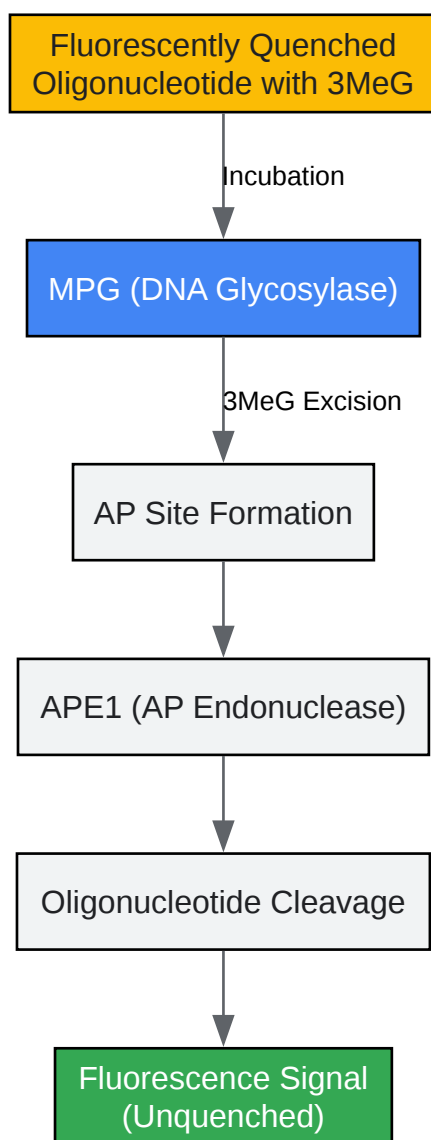 Fluorescently Quenched
Oligonucleotide with 3MeG
Incubation
MPG (DNA Glycosylase)
3MeG Excision
AP Site Formation
APE1 (AP Endonuclease)
Oligonucleotide Cleavage
Fluorescence Signal
(Unquenched)